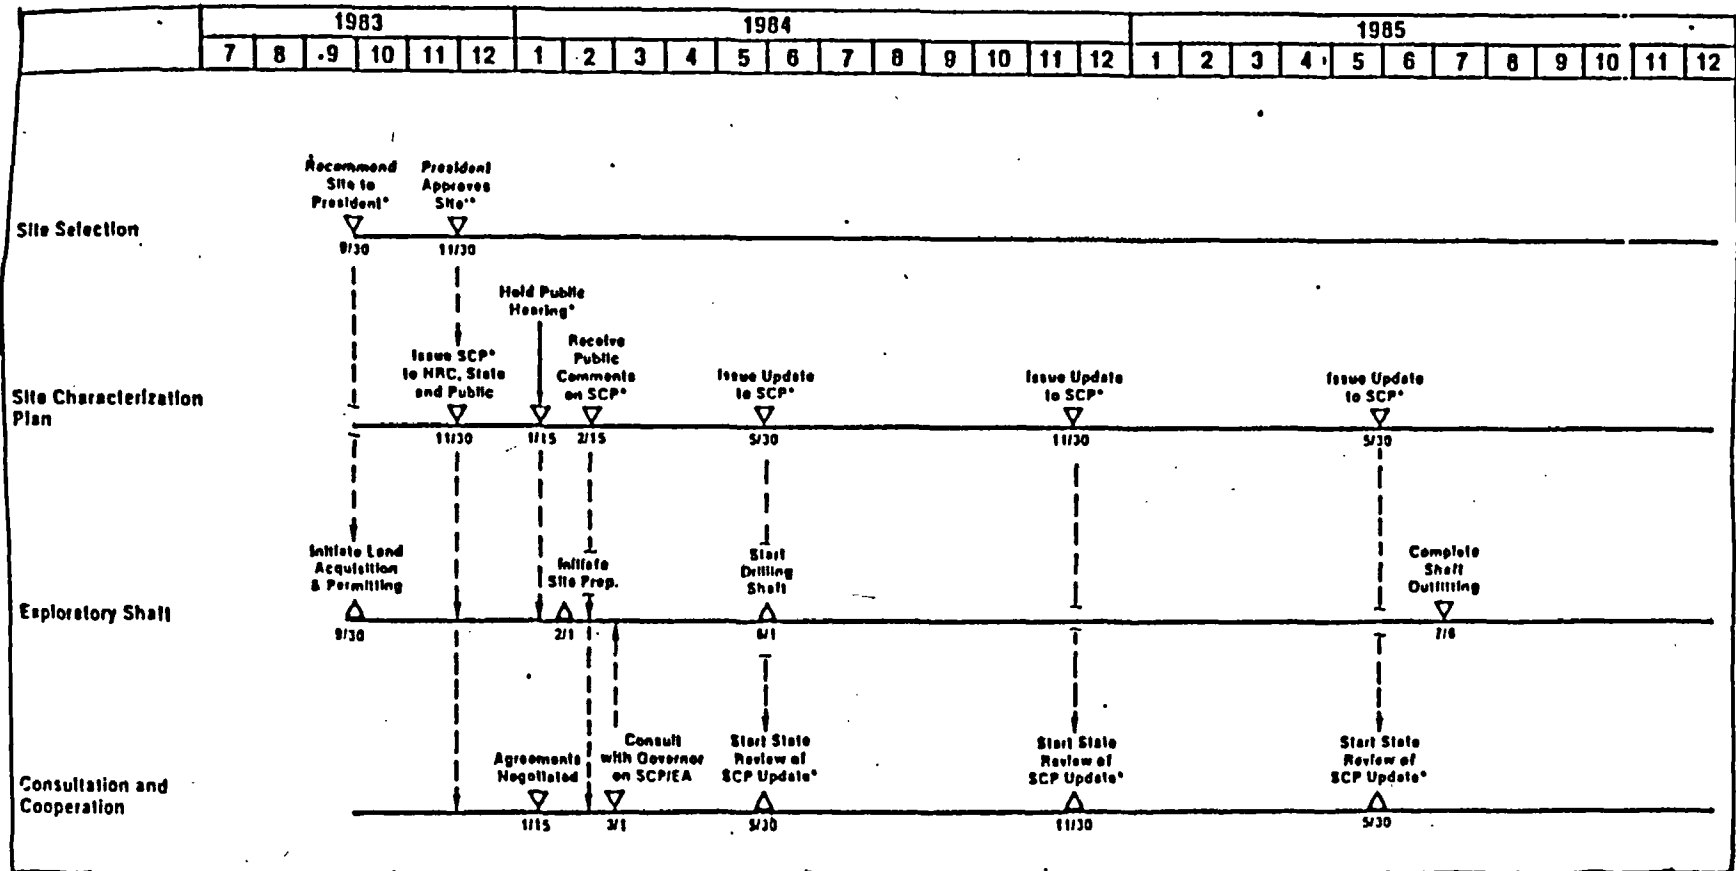 1983 1984 1985
7 8 9 10 11 12 1 2 3 4 5 6 7 8 9 10 11 12 1 2 3 4 5 6 7 8 9 10 11 12
Recommend
Site to
President*
President
Approves
Site**
Site Selection
9/30 11/30
Hold Public
Hearing*
Issue SCP*
to NRC, State
and Public
Receive
Public
Comments
on SCP*
Issue Update
to SCP*
Issue Update
to SCP*
Issue Update
to SCP*
Site Characterization
Plan
11/30 1/15 2/15 5/30 11/30 5/30
Initiate Land
Acquisition
& Permitting
Initiate
Site Prep.
Start
Drilling
Shaft
Complete
Shaft
Outfitting
Exploratory Shaft
9/30 2/1 6/1 7/6
Agreements
Negotiated
Consult
with Governor
on SCP/EA
Start State
Review of
SCP Update*
Start State
Review of
SCP Update*
Start State
Review of
SCP Update*
Consultation and
Cooperation
1/15 3/1 5/30 11/30 5/30